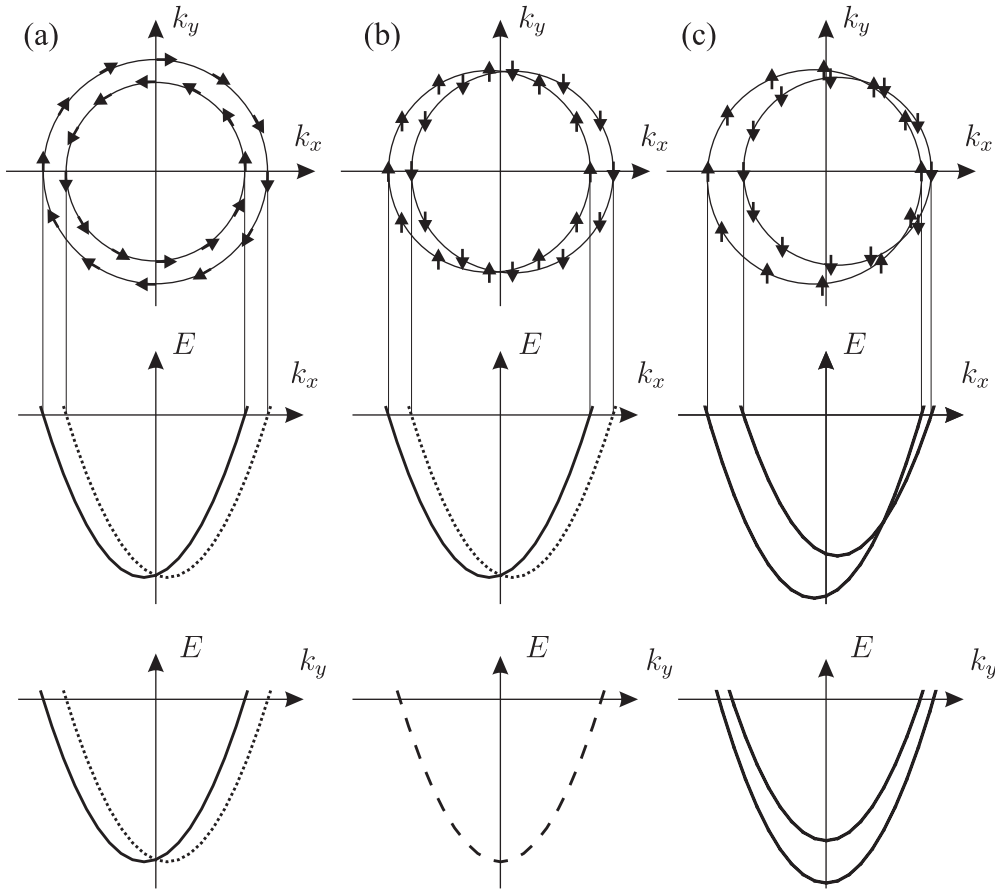 (a) k_y (b) k_y (c) k_y
k_x k_x k_x
E E E
k_x k_x k_x
E E E
k_y k_y k_y